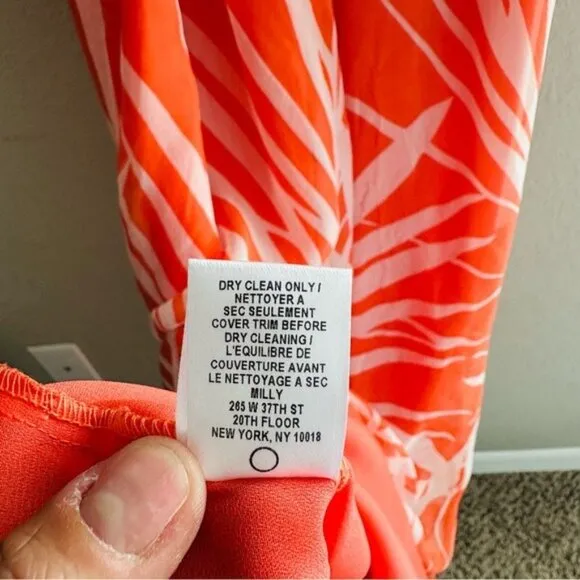 DRY CLEAN ONLY /
NETTOYER A
SEC SEULEMENT
COVER TRIM BEFORE
DRY CLEANING /
L'EQUILIBRE DE
COUVERTURE AVANT
LE NETTOYAGE A SEC
MILLY
265 W 37TH ST
20TH FLOOR
NEW YORK, NY 10018